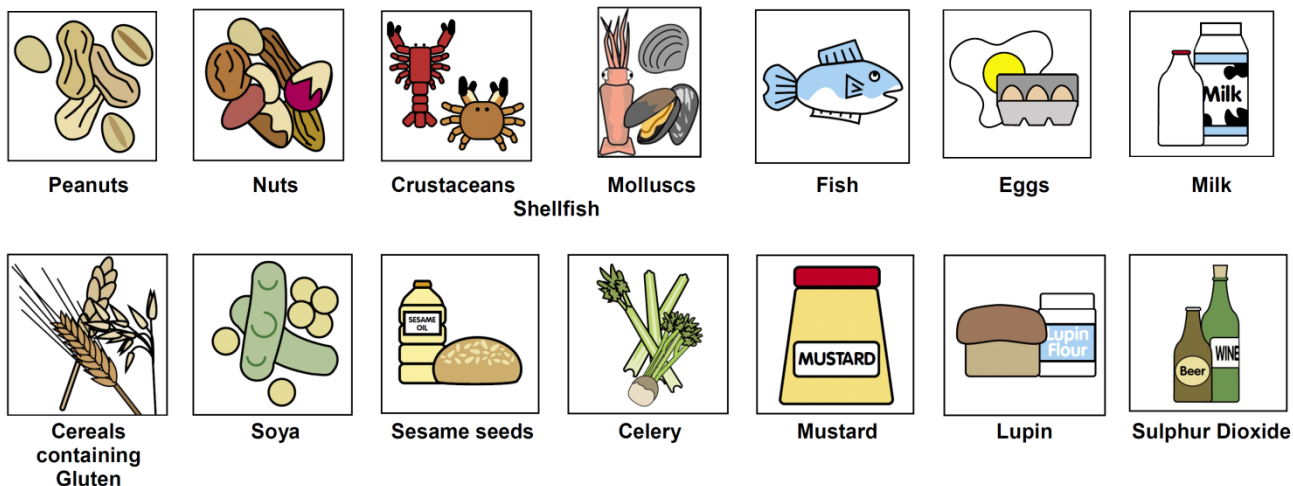 Milk
Peanuts
Nuts
Crustaceans
Molluscs
Fish
Eggs
Milk
Shellfish
SESAME
OIL
MUSTARD
Lupin
Flour
Beer
WINE
Cereals
containing
Gluten
Soya
Sesame seeds
Celery
Mustard
Lupin
Sulphur Dioxide